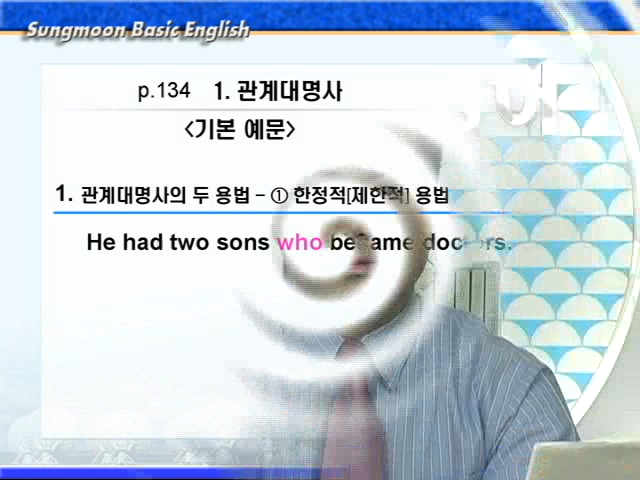 Sungmoon Basic English
p.134 1. 관계대명사
<기본 예문>
1. 관계대명사의 두 용법 - ① 한정적[제한적] 용법
He had two sons who became doctors.